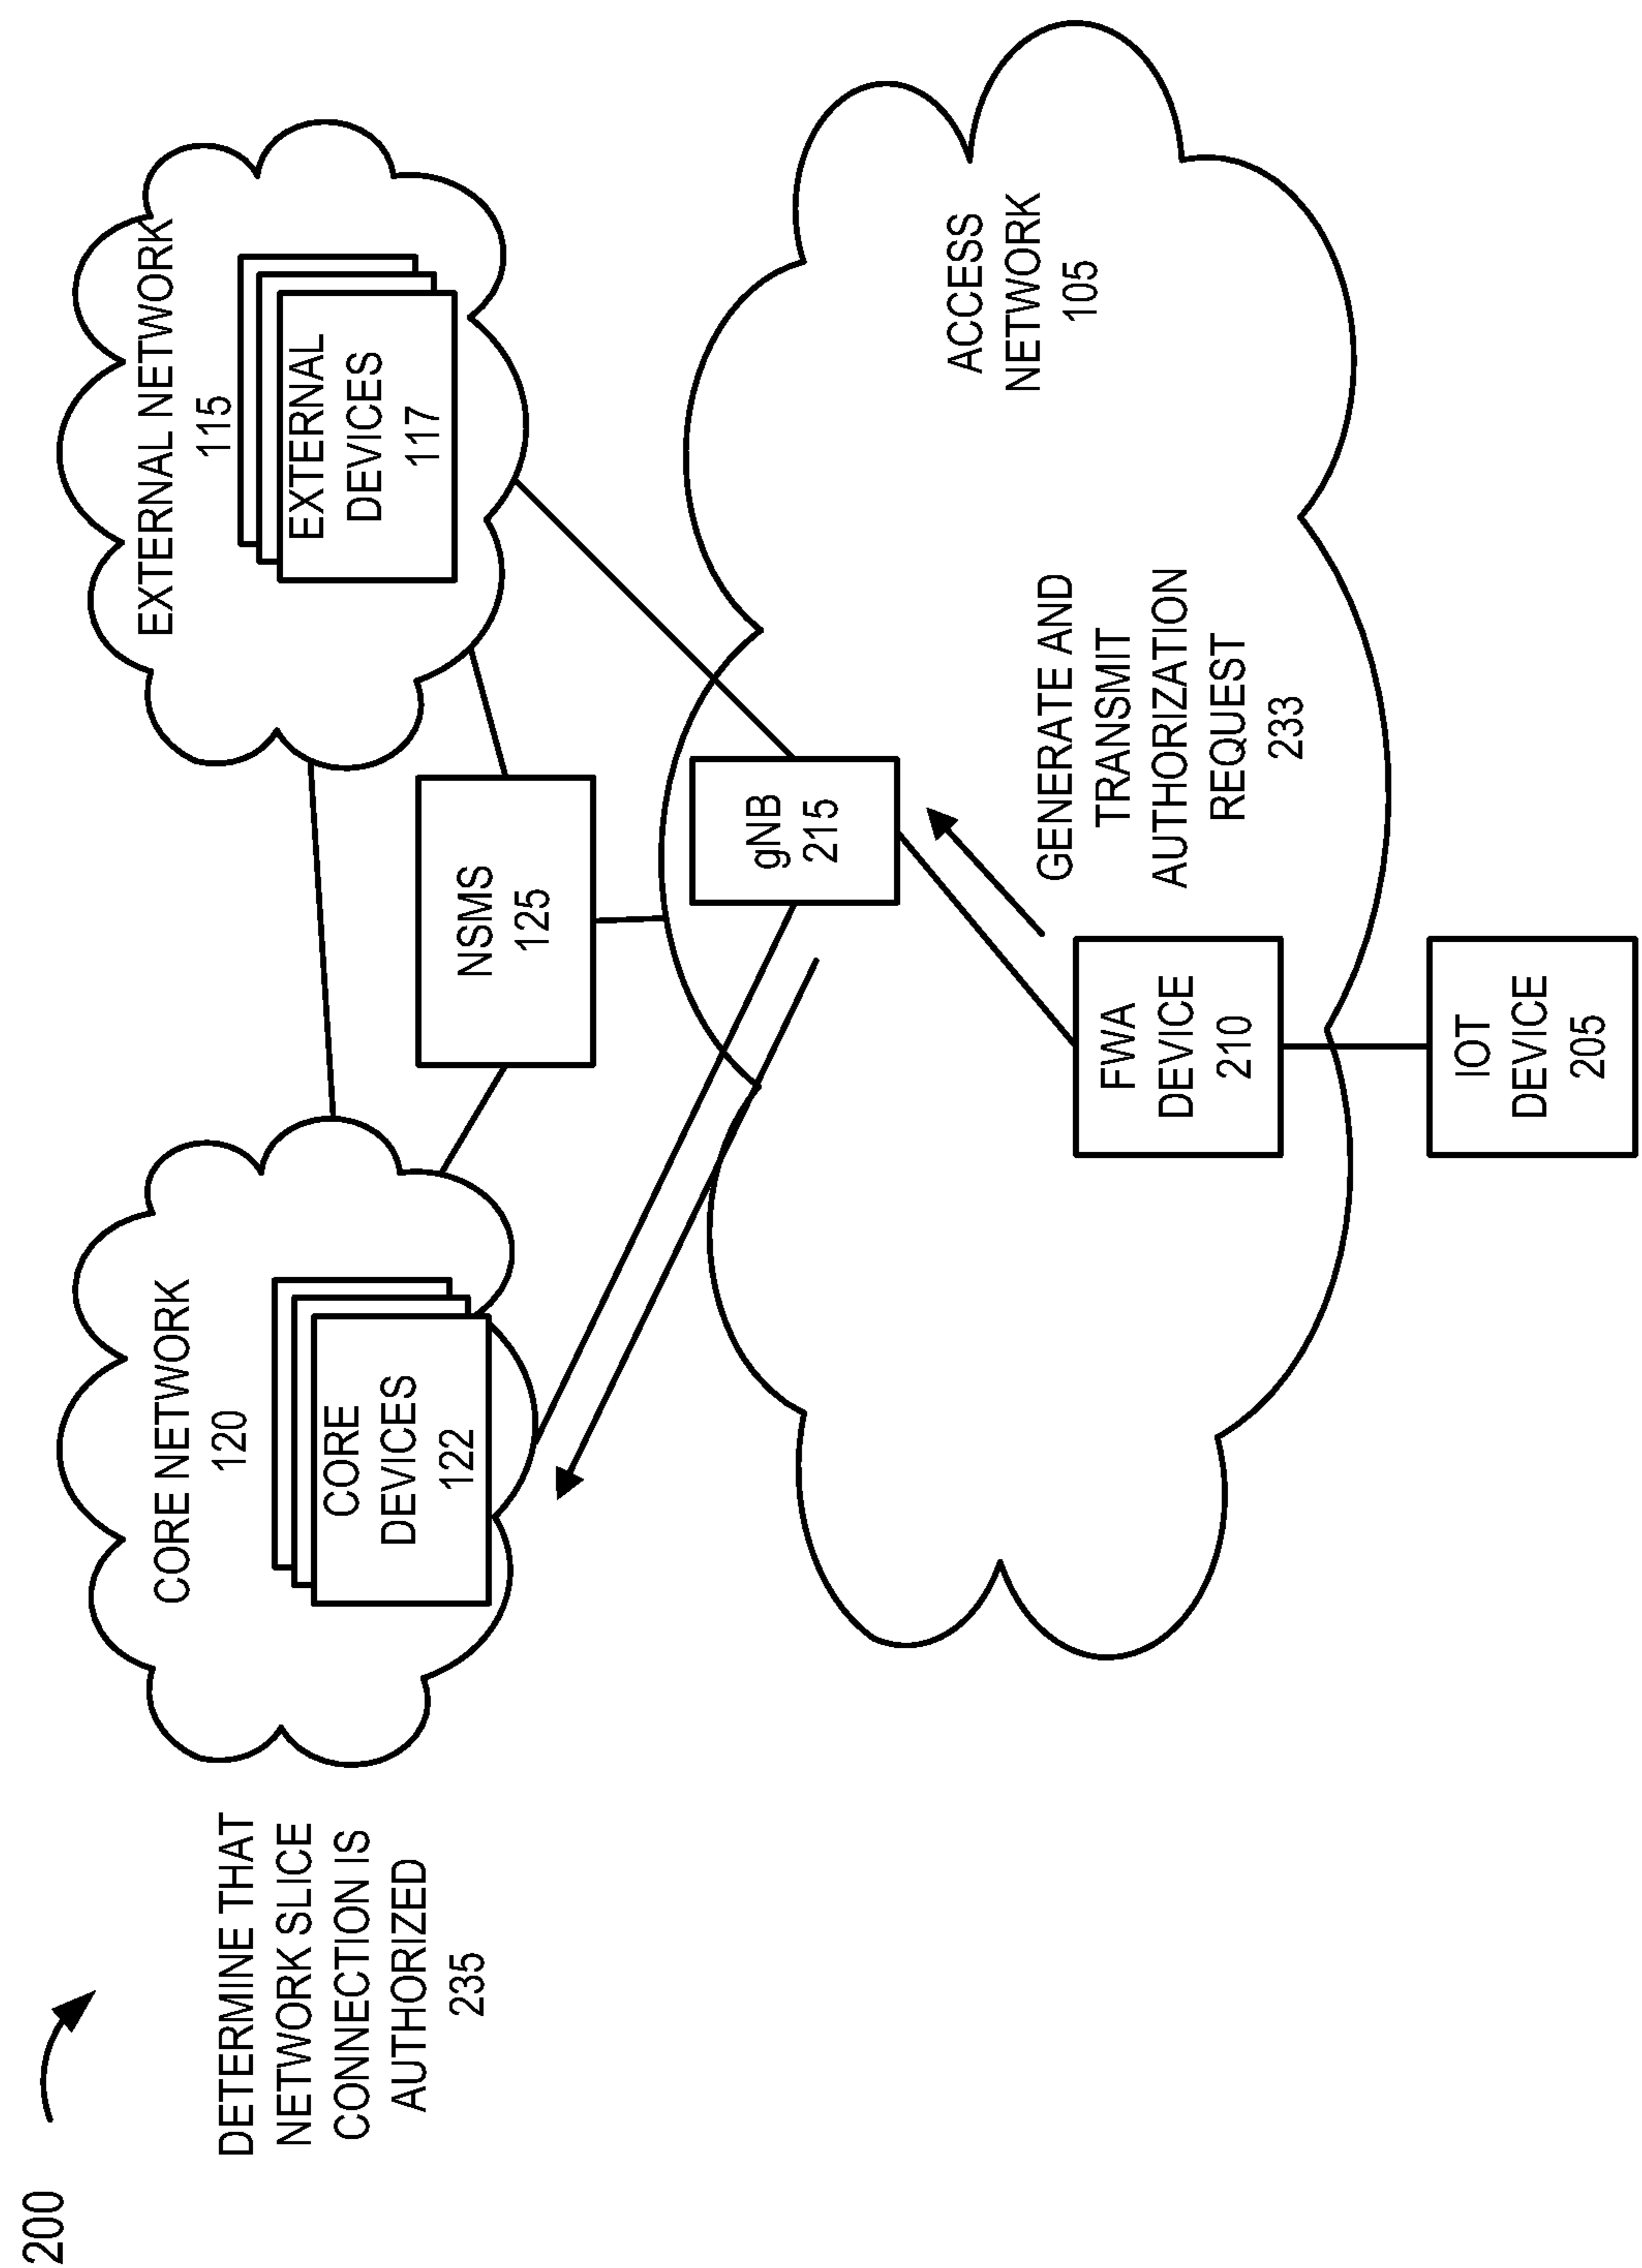 200
DETERMINE THAT
NETWORK SLICE
CONNECTION IS
AUTHORIZED
235
CORE NETWORK
120
CORE
DEVICES
122
EXTERNAL NETWORK
115
EXTERNAL
DEVICES
117
NSMS
125
gNB
215
ACCESS
NETWORK
105
GENERATE AND
TRANSMIT
AUTHORIZATION
REQUEST
233
FWA
DEVICE
210
IOT
DEVICE
205